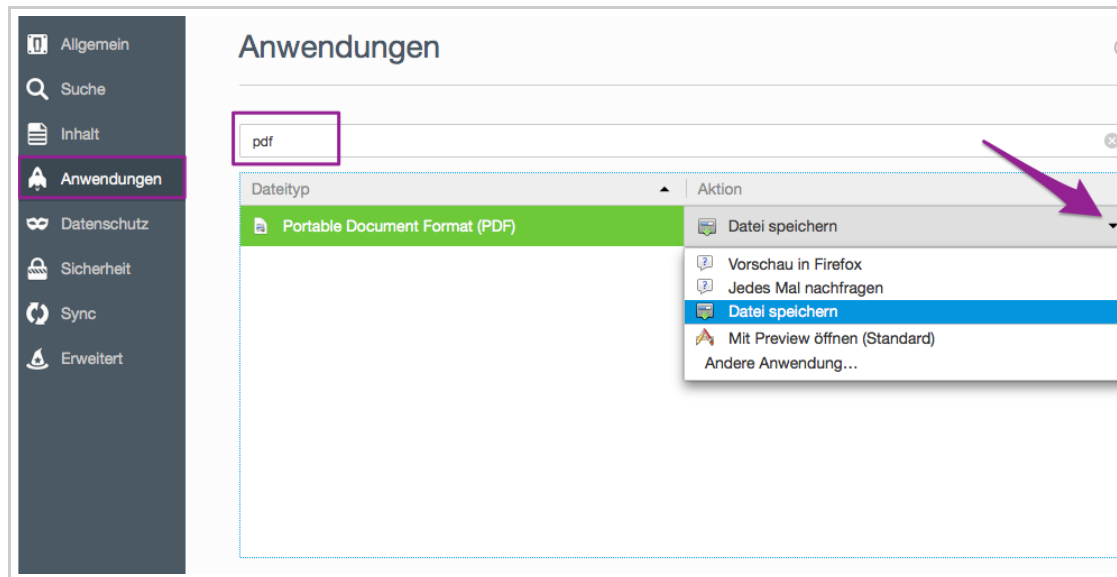 Allgemein
Suche
Inhalt
Anwendungen
Datenschutz
Sicherheit
Sync
Erweitert
Anwendungen
pdf
Dateityp
Aktion
Portable Document Format (PDF)
Datei speichern
Vorschau in Firefox
Jedes Mal nachfragen
Datei speichern
Mit Preview öffnen (Standard)
Andere Anwendung…